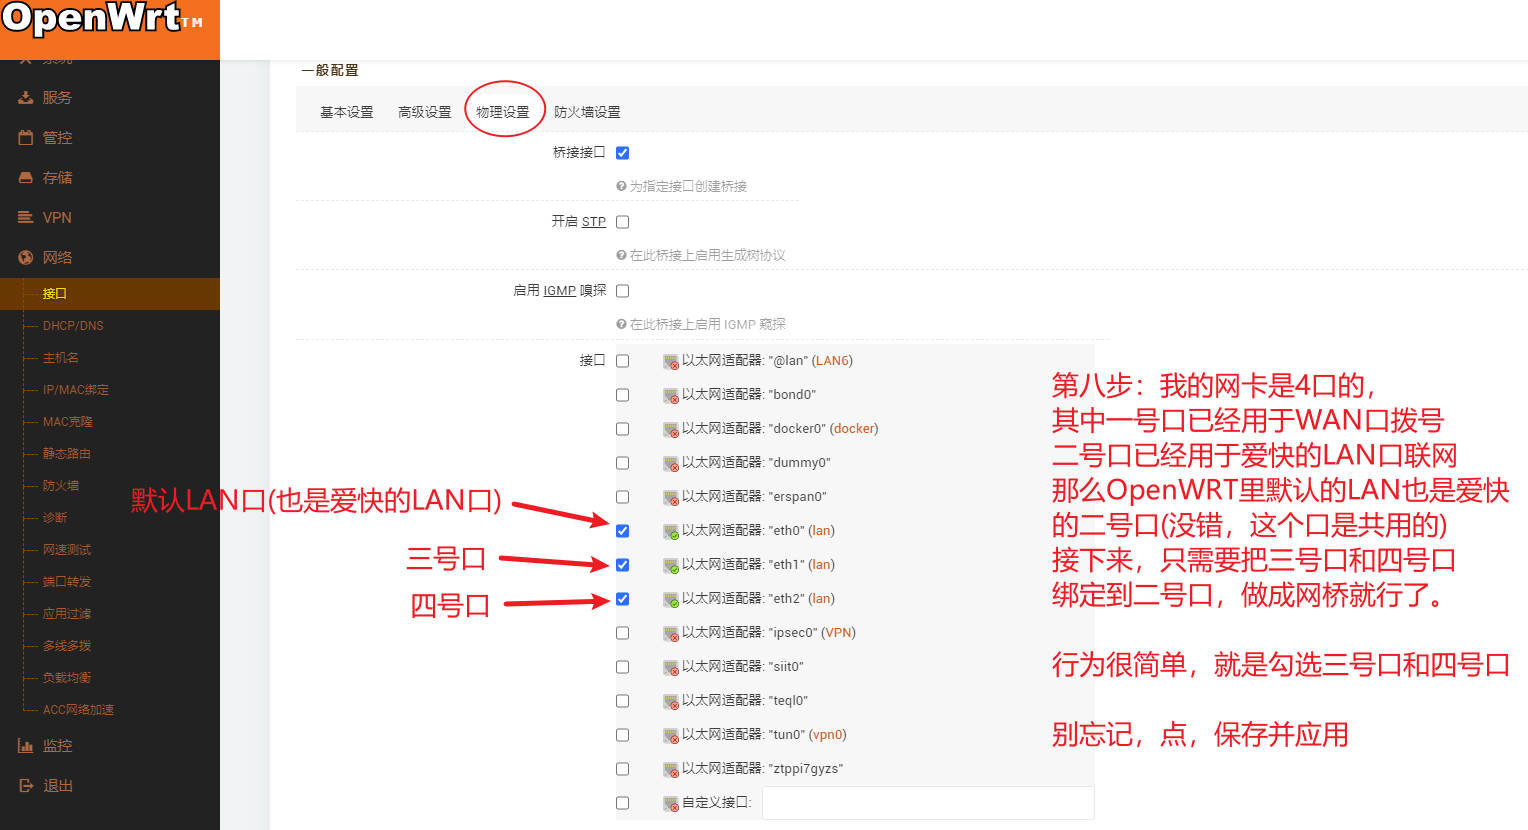 OpenWrt™
系统
服务
管控
存储
VPN
网络
接口
DHCP/DNS
主机名
IP/MAC绑定
MAC克隆
静态路由
防火墙
诊断
网速测试
端口转发
应用过滤
多线多拨
负载均衡
ACC网络加速
监控
退出
一般配置
基本设置 高级设置 物理设置 防火墙设置
桥接接口
为指定接口创建桥接
开启 STP
在此桥接上启用生成树协议
启用 IGMP 嗅探
在此桥接上启用 IGMP 窥探
接口
以太网适配器: "@lan" (LAN6)
以太网适配器: "bond0"
以太网适配器: "docker0" (docker)
以太网适配器: "dummy0"
以太网适配器: "erspan0"
以太网适配器: "eth0" (lan)
以太网适配器: "eth1" (lan)
以太网适配器: "eth2" (lan)
以太网适配器: "ipsec0" (VPN)
以太网适配器: "siit0"
以太网适配器: "teql0"
以太网适配器: "tun0" (vpn0)
以太网适配器: "ztppi7gyzs"
自定义接口:
默认LAN口(也是爱快的LAN口)
三号口
四号口
第八步：我的网卡是4口的，
其中一号口已经用于WAN口拨号
二号口已经用于爱快的LAN口联网
那么OpenWRT里默认的LAN也是爱快
的二号口(没错，这个口是共用的)
接下来，只需要把三号口和四号口
绑定到二号口，做成网桥就行了。
行为很简单，就是勾选三号口和四号口
别忘记，点，保存并应用